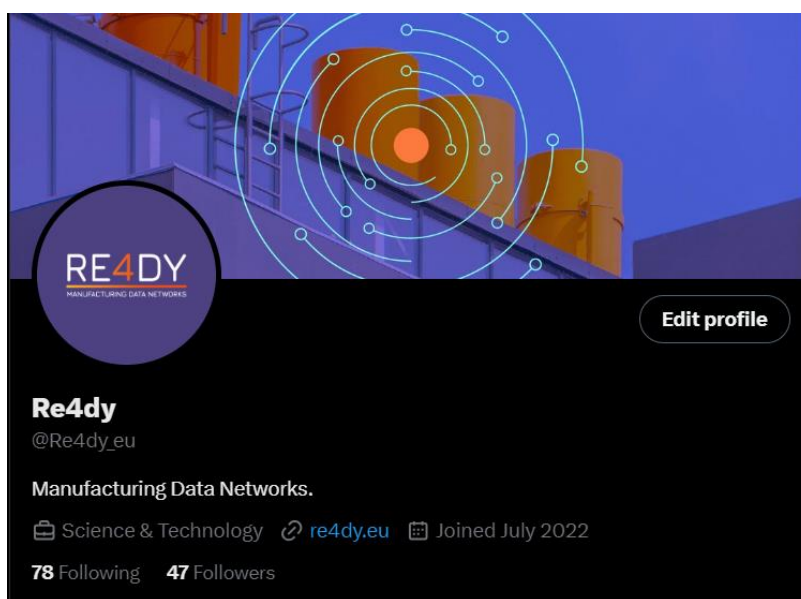 RE4DY
MANUFACTURING DATA NETWORKS
Edit profile
Re4dy
@Re4dy_eu
Manufacturing Data Networks.
Science & Technology re4dy.eu Joined July 2022
78 Following 47 Followers